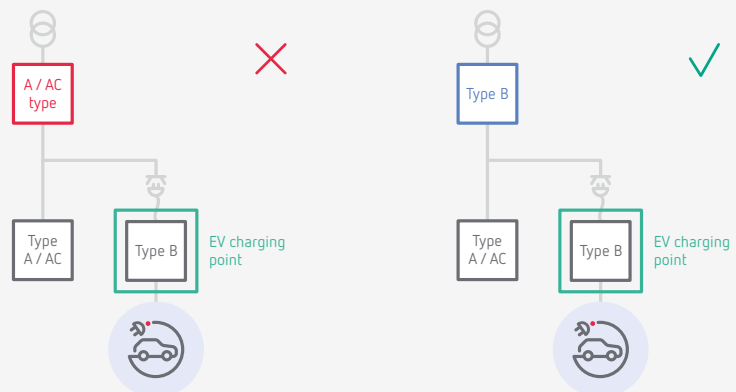 A / AC
type
Type
A / AC
Type B
EV charging
point
Type B
Type
A / AC
Type B
EV charging
point